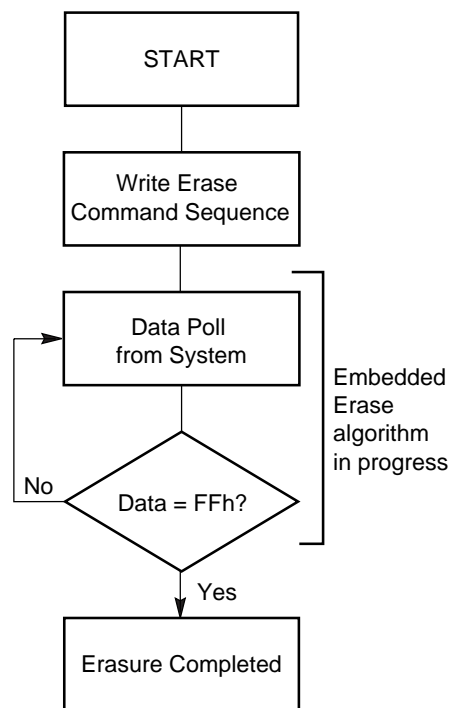 START
Write Erase
Command Sequence
Data Poll
from System
Embedded
Erase
algorithm
in progress
No
Data = FFh?
Yes
Erasure Completed